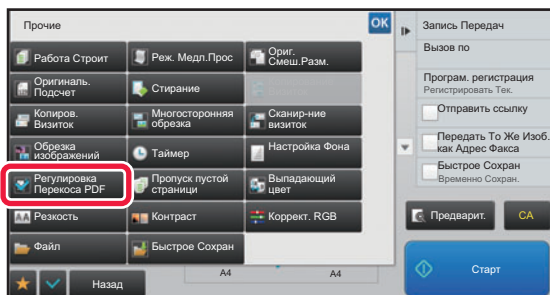 Прочие
OK
Работа Строит
Реж. Медл.Прос
Ориг.
Смеш.Разм.
Оригиналь.
Подсчет
Стирание
Копиров.
Визиток
Многосторонняя
обрезка
Сканир-ние
визиток
Обрезка
изображений
Таймер
Настройка Фона
Регулировка
Перекоса PDF
Пропуск пустой
страници
Выпадающий
цвет
AA Резкость
Контраст
Коррект. RGB
Файл
Быстрое Сохран
Назад
A4
A4
Запись Передач
Вызов по
Програм. регистрация
Регистрировать Тек.
Отправить ссылку
Передать То Же Изоб.
как Адрес Факса
Быстрое Сохран
Временно Сохран.
Предварит.
CA
Старт